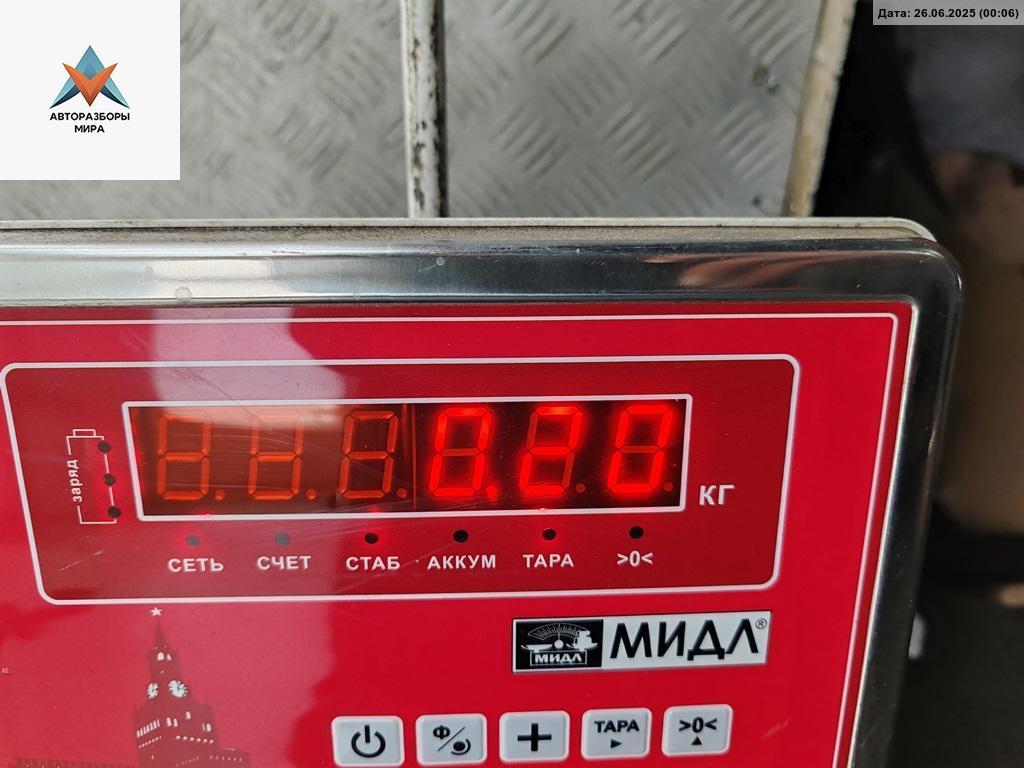 Дата: 26.06.2025 (00:06)
АВТОРАЗБОРЫ
МИРА
заряд
0.20
КГ
СЕТЬ СЧЕТ СТАБ АККУМ ТАРА >0<
МИДЛ МИДЛ®
Ф/ + ТАРА >0<